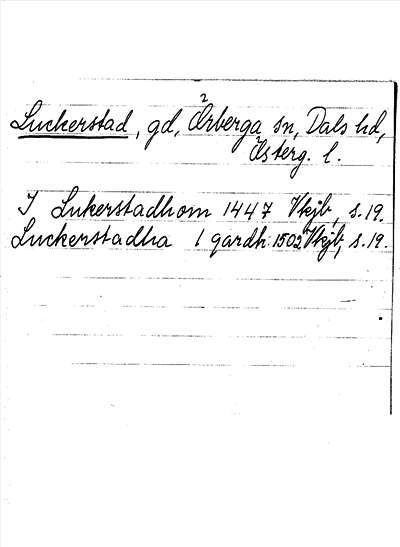 Luckerstad, gd, Örberga sn, Dals hd,
Österg. l.
I Lukerstadhom 1447 Vkjb, s. 19.
Luckerstadha 1 gardh 1502 Vkjb, s. 19.